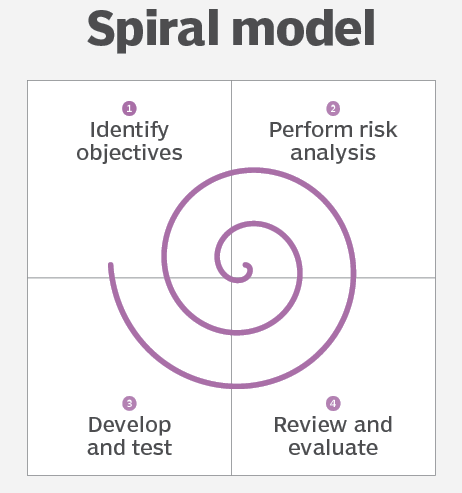 Spiral model
1
Identify
objectives
2
Perform risk
analysis
3
Develop
and test
4
Review and
evaluate